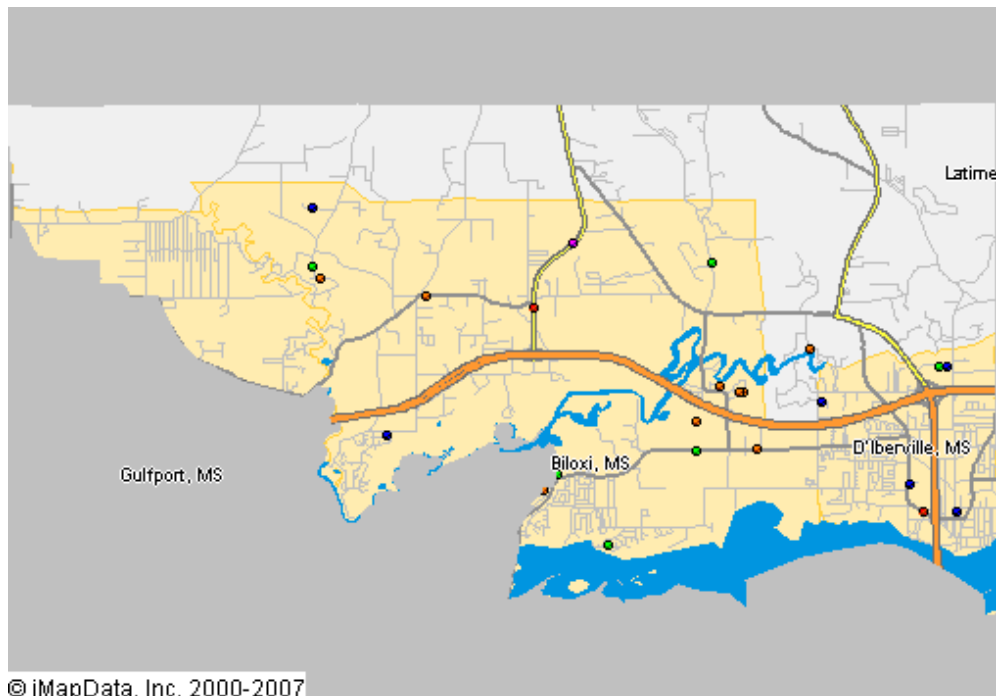 Latime
D'Iberville, MS
Biloxi, MS
Gulfport, MS
© iMapData, Inc. 2000-2007